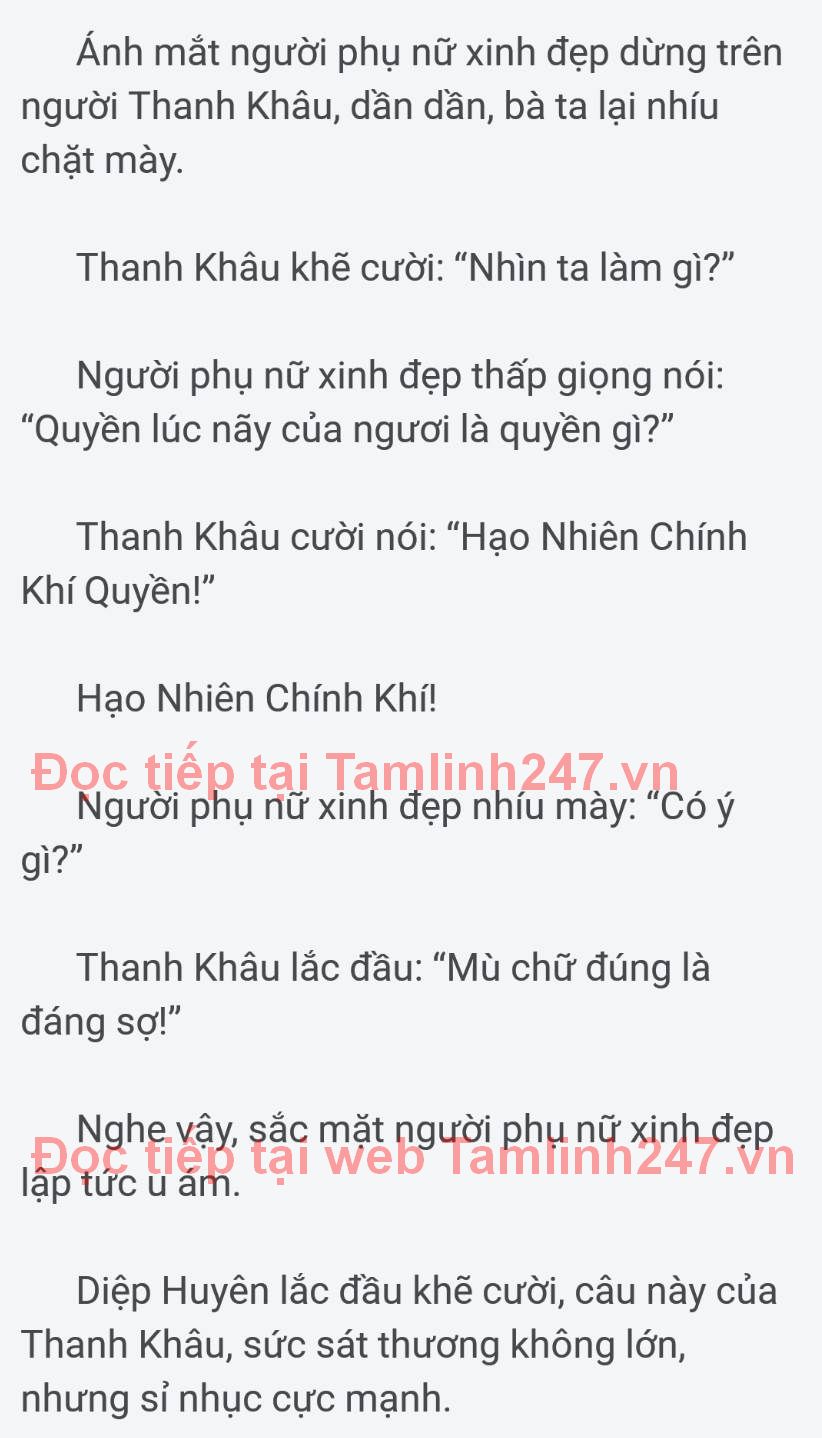 Ánh mắt người phụ nữ xinh đẹp dừng trên
người Thanh Khâu, dần dần, bà ta lại nhíu
chặt mày.
Thanh Khâu khẽ cười: “Nhìn ta làm gì?”
Người phụ nữ xinh đẹp thấp giọng nói:
“Quyền lúc nãy của ngươi là quyền gì?”
Thanh Khâu cười nói: “Hạo Nhiên Chính
Khí Quyền!”
Hạo Nhiên Chính Khí!
Đọc tiếp tại Tamlinh247.vn
Người phụ nữ xinh đẹp nhíu mày: “Có ý
gì?”
Thanh Khâu lắc đầu: “Mù chữ đúng là
đáng sợ!”
Nghe vậy, sắc mặt người phụ nữ xinh đẹp
Đọc tiếp tại web Tamlinh247.vn
lập tức u ám.
Diệp Huyên lắc đầu khẽ cười, câu này của
Thanh Khâu, sức sát thương không lớn,
nhưng sỉ nhục cực mạnh.